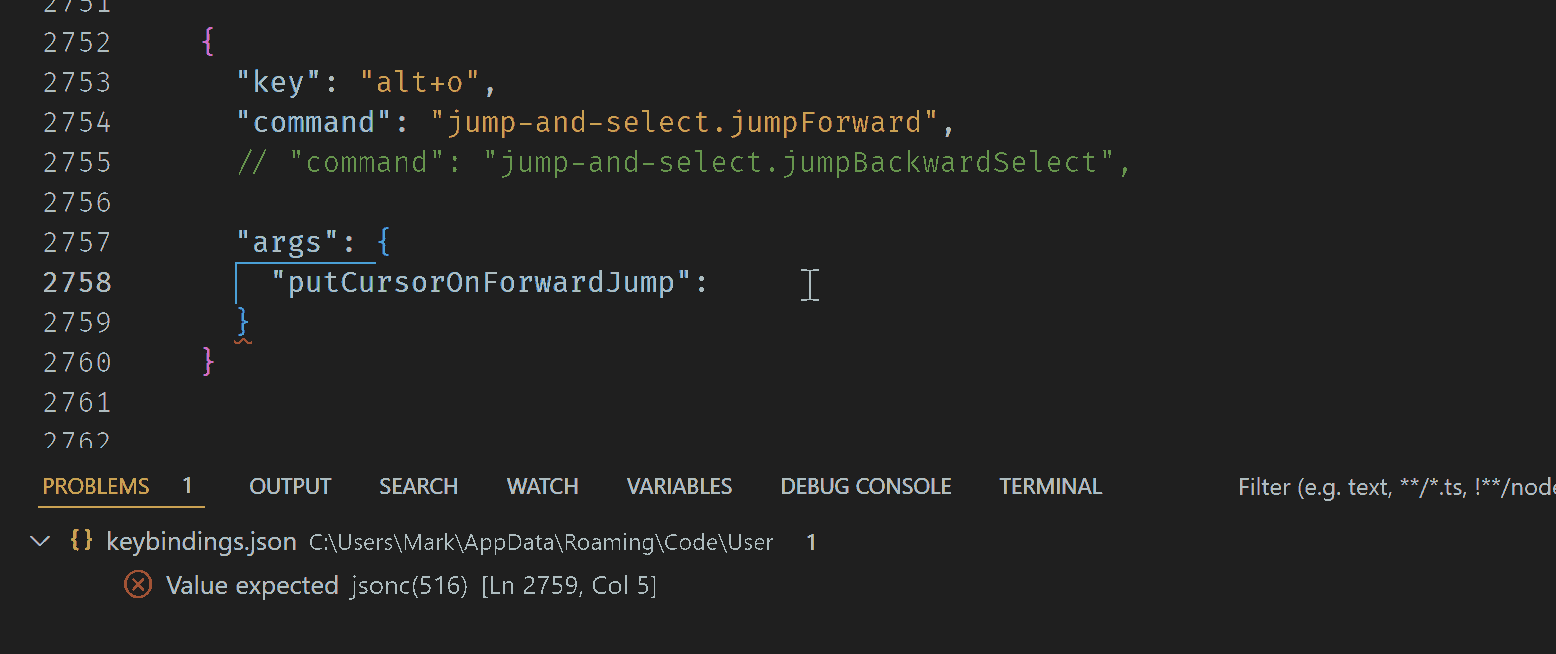 2751
2752 {
2753 "key": "alt+o",
2754 "command": "jump-and-select.jumpForward",
2755 // "command": "jump-and-select.jumpBackwardSelect",
2756
2757 "args": {
2758 "putCursorOnForwardJump":
2759 }
2760 }
2761
2762
PROBLEMS 1 OUTPUT SEARCH WATCH VARIABLES DEBUG CONSOLE TERMINAL Filter (e.g. text, **/*.ts, !**/node
{} keybindings.json C:\Users\Mark\AppData\Roaming\Code\User 1
Value expected jsonc(516) [Ln 2759, Col 5]